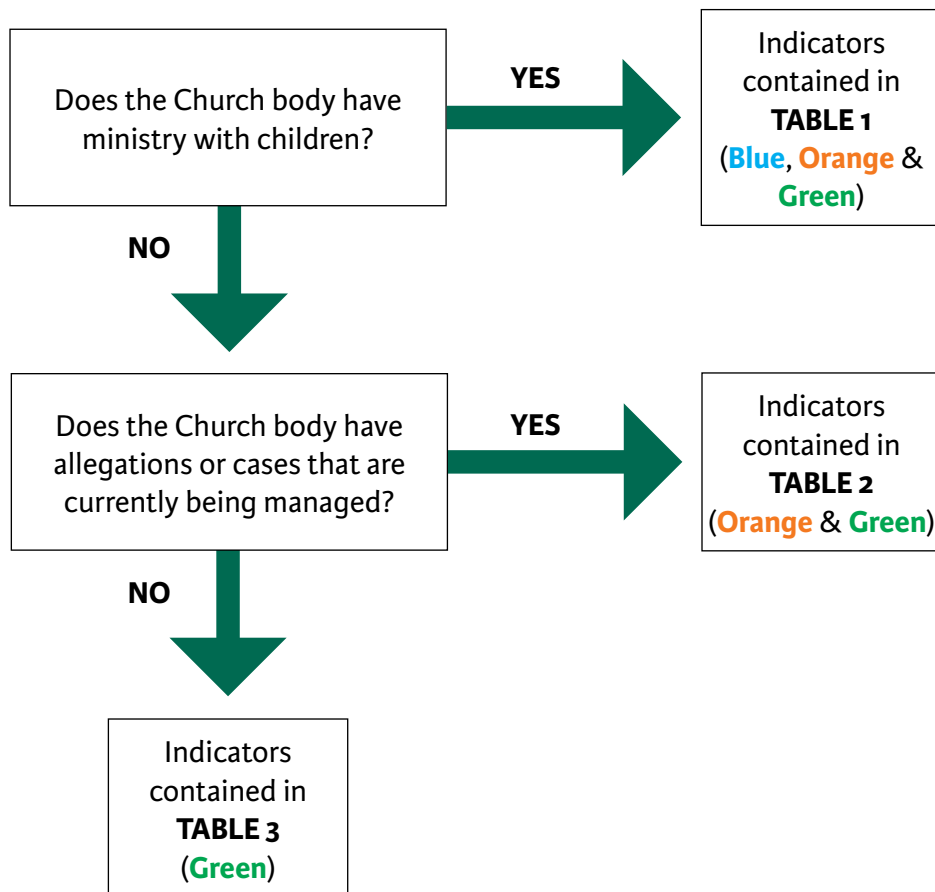 Does the Church body have
ministry with children?
YES
Indicators
contained in
TABLE 1
(Blue, Orange &
Green)
NO
Does the Church body have
allegations or cases that are
currently being managed?
YES
Indicators
contained in
TABLE 2
(Orange & Green)
NO
Indicators
contained in
TABLE 3
(Green)